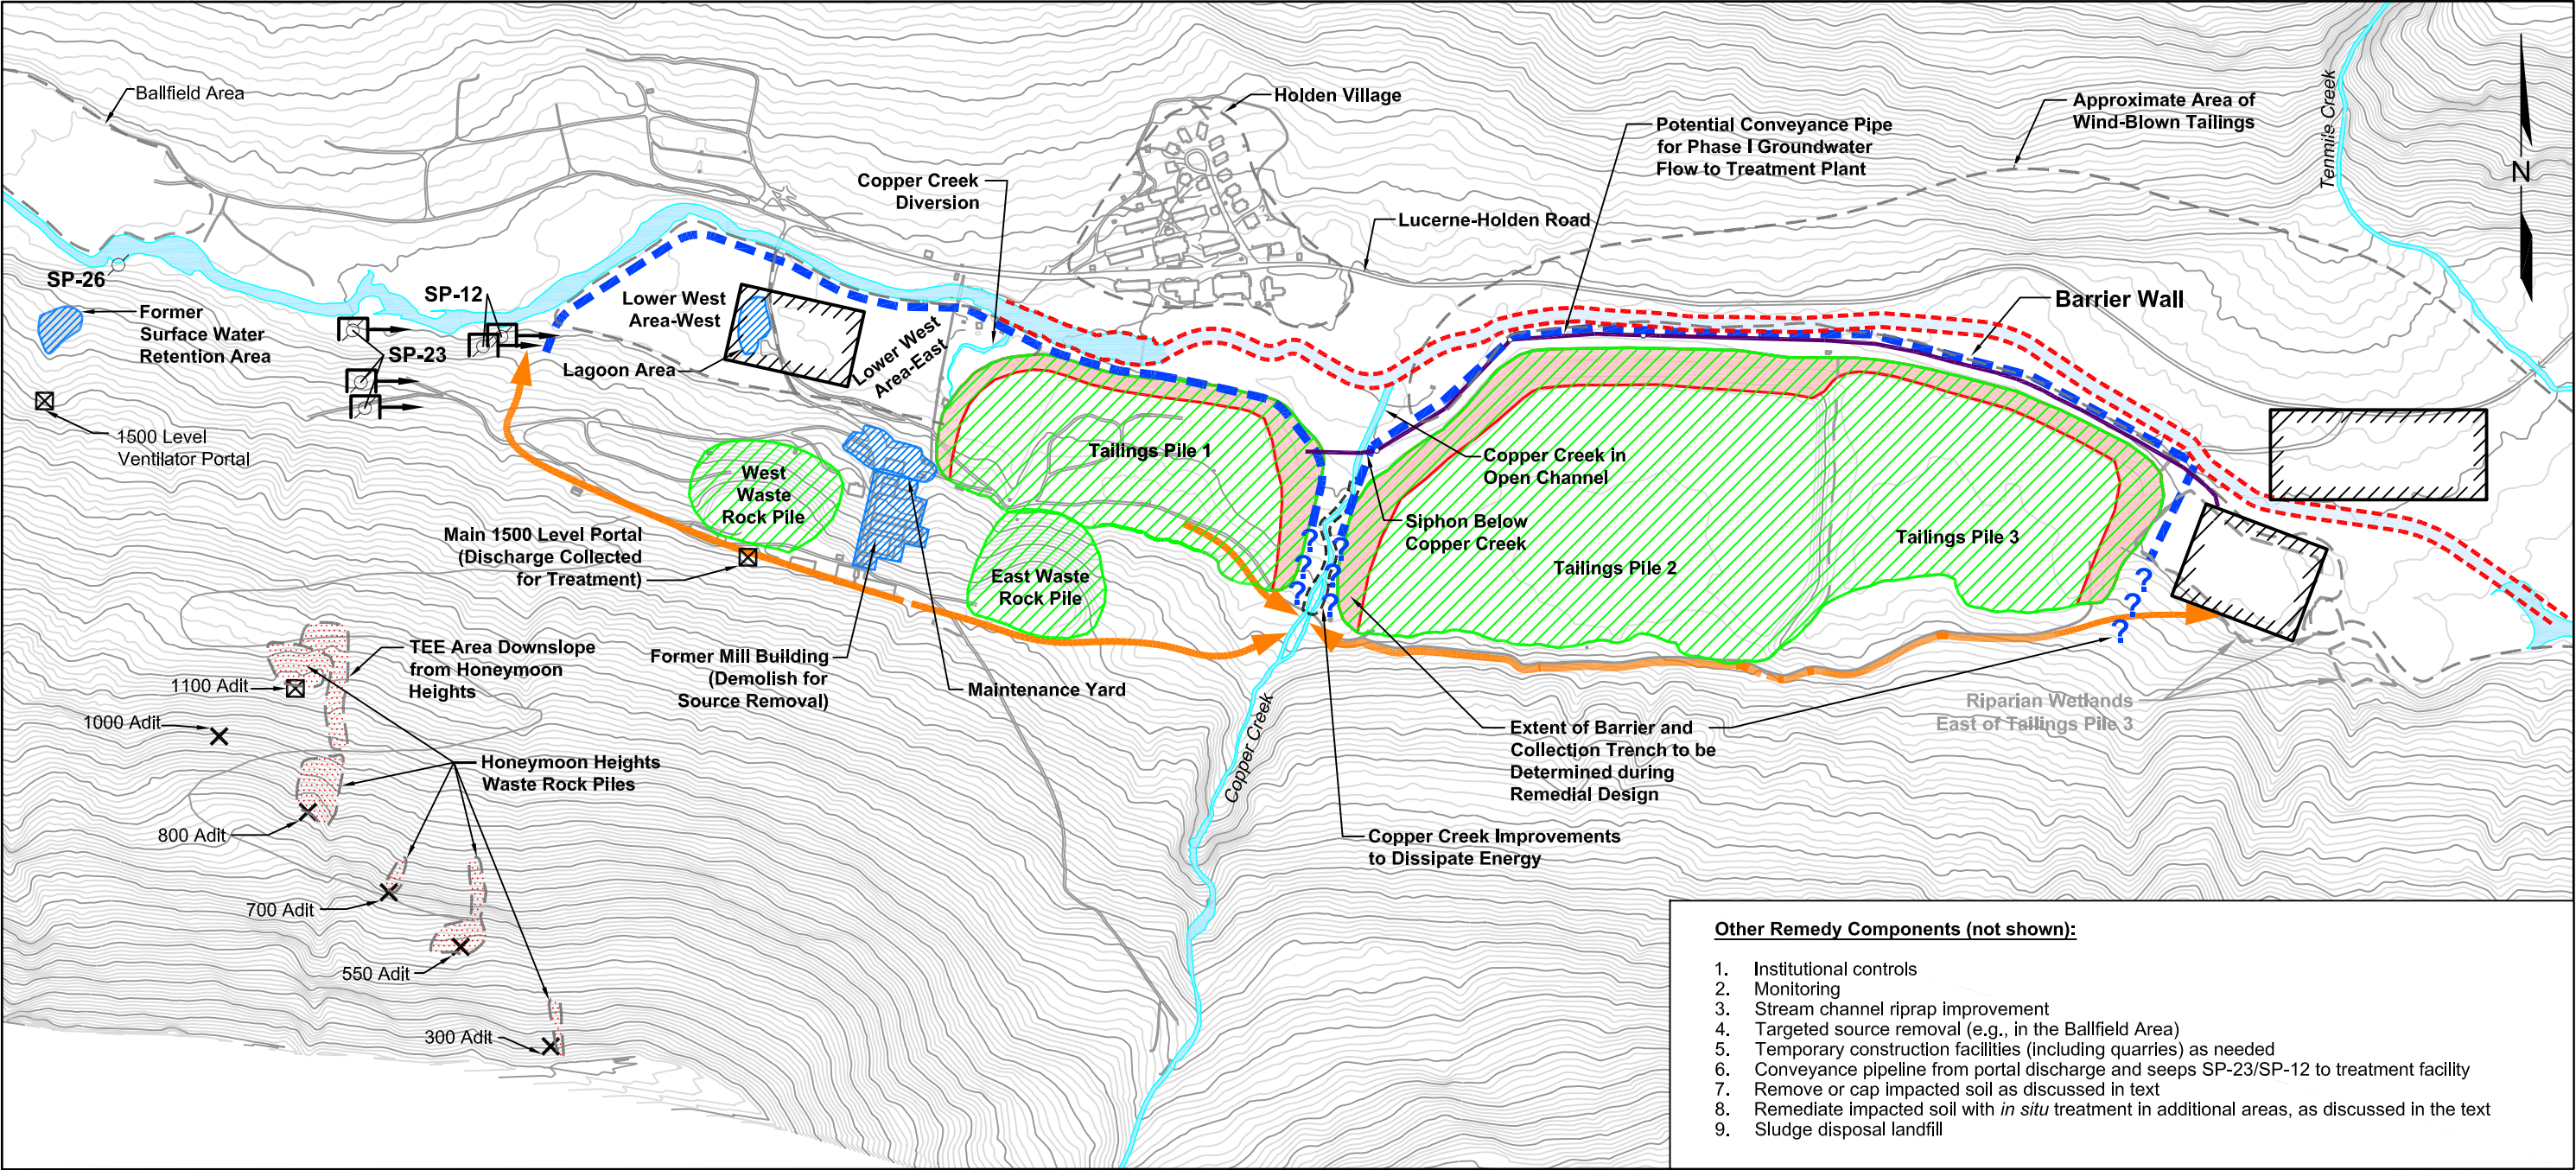 Ballfield Area
Holden Village
Approximate Area of
Wind-Blown Tailings
Tenmile Creek
N
Potential Conveyance Pipe
for Phase I Groundwater
Flow to Treatment Plant
Copper Creek
Diversion
Lucerne-Holden Road
SP-26
Former
Surface Water
Retention Area
SP-12
SP-23
Lower West
Area-West
Lagoon Area
Lower West
Area-East
Barrier Wall
1500 Level
Ventilator Portal
Tailings Pile 1
West
Waste
Rock Pile
Copper Creek in
Open Channel
Siphon Below
Copper Creek
Main 1500 Level Portal
(Discharge Collected
for Treatment)
East Waste
Rock Pile
Tailings Pile 2
Tailings Pile 3
? ? ?
? ? ?
? ? ?
TEE Area Downslope
from Honeymoon
Heights
1100 Adit
1000 Adit
Former Mill Building
(Demolish for
Source Removal)
Maintenance Yard
Copper Creek
Riparian Wetlands
East of Tailings Pile 3
Extent of Barrier and
Collection Trench to be
Determined during
Remedial Design
Honeymoon Heights
Waste Rock Piles
800 Adit
Copper Creek Improvements
to Dissipate Energy
700 Adit
550 Adit
300 Adit
Other Remedy Components (not shown):
1. Institutional controls
2. Monitoring
3. Stream channel riprap improvement
4. Targeted source removal (e.g., in the Ballfield Area)
5. Temporary construction facilities (including quarries) as needed
6. Conveyance pipeline from portal discharge and seeps SP-23/SP-12 to treatment facility
7. Remove or cap impacted soil as discussed in text
8. Remediate impacted soil with in situ treatment in additional areas, as discussed in the text
9. Sludge disposal landfill